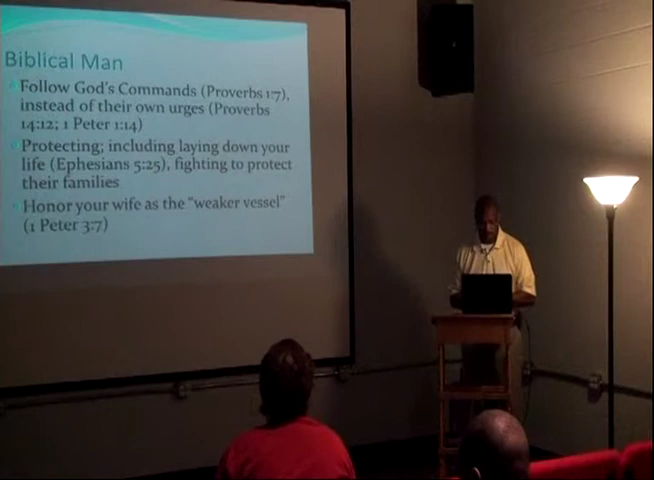 Biblical Man
Follow God's Commands (Proverbs 1:7),
instead of their own urges (Proverbs
14:12; 1 Peter 1:14)
Protecting; including laying down your
life (Ephesians 5:25), fighting to protect
their families
Honor your wife as the “weaker vessel”
(1 Peter 3:7)